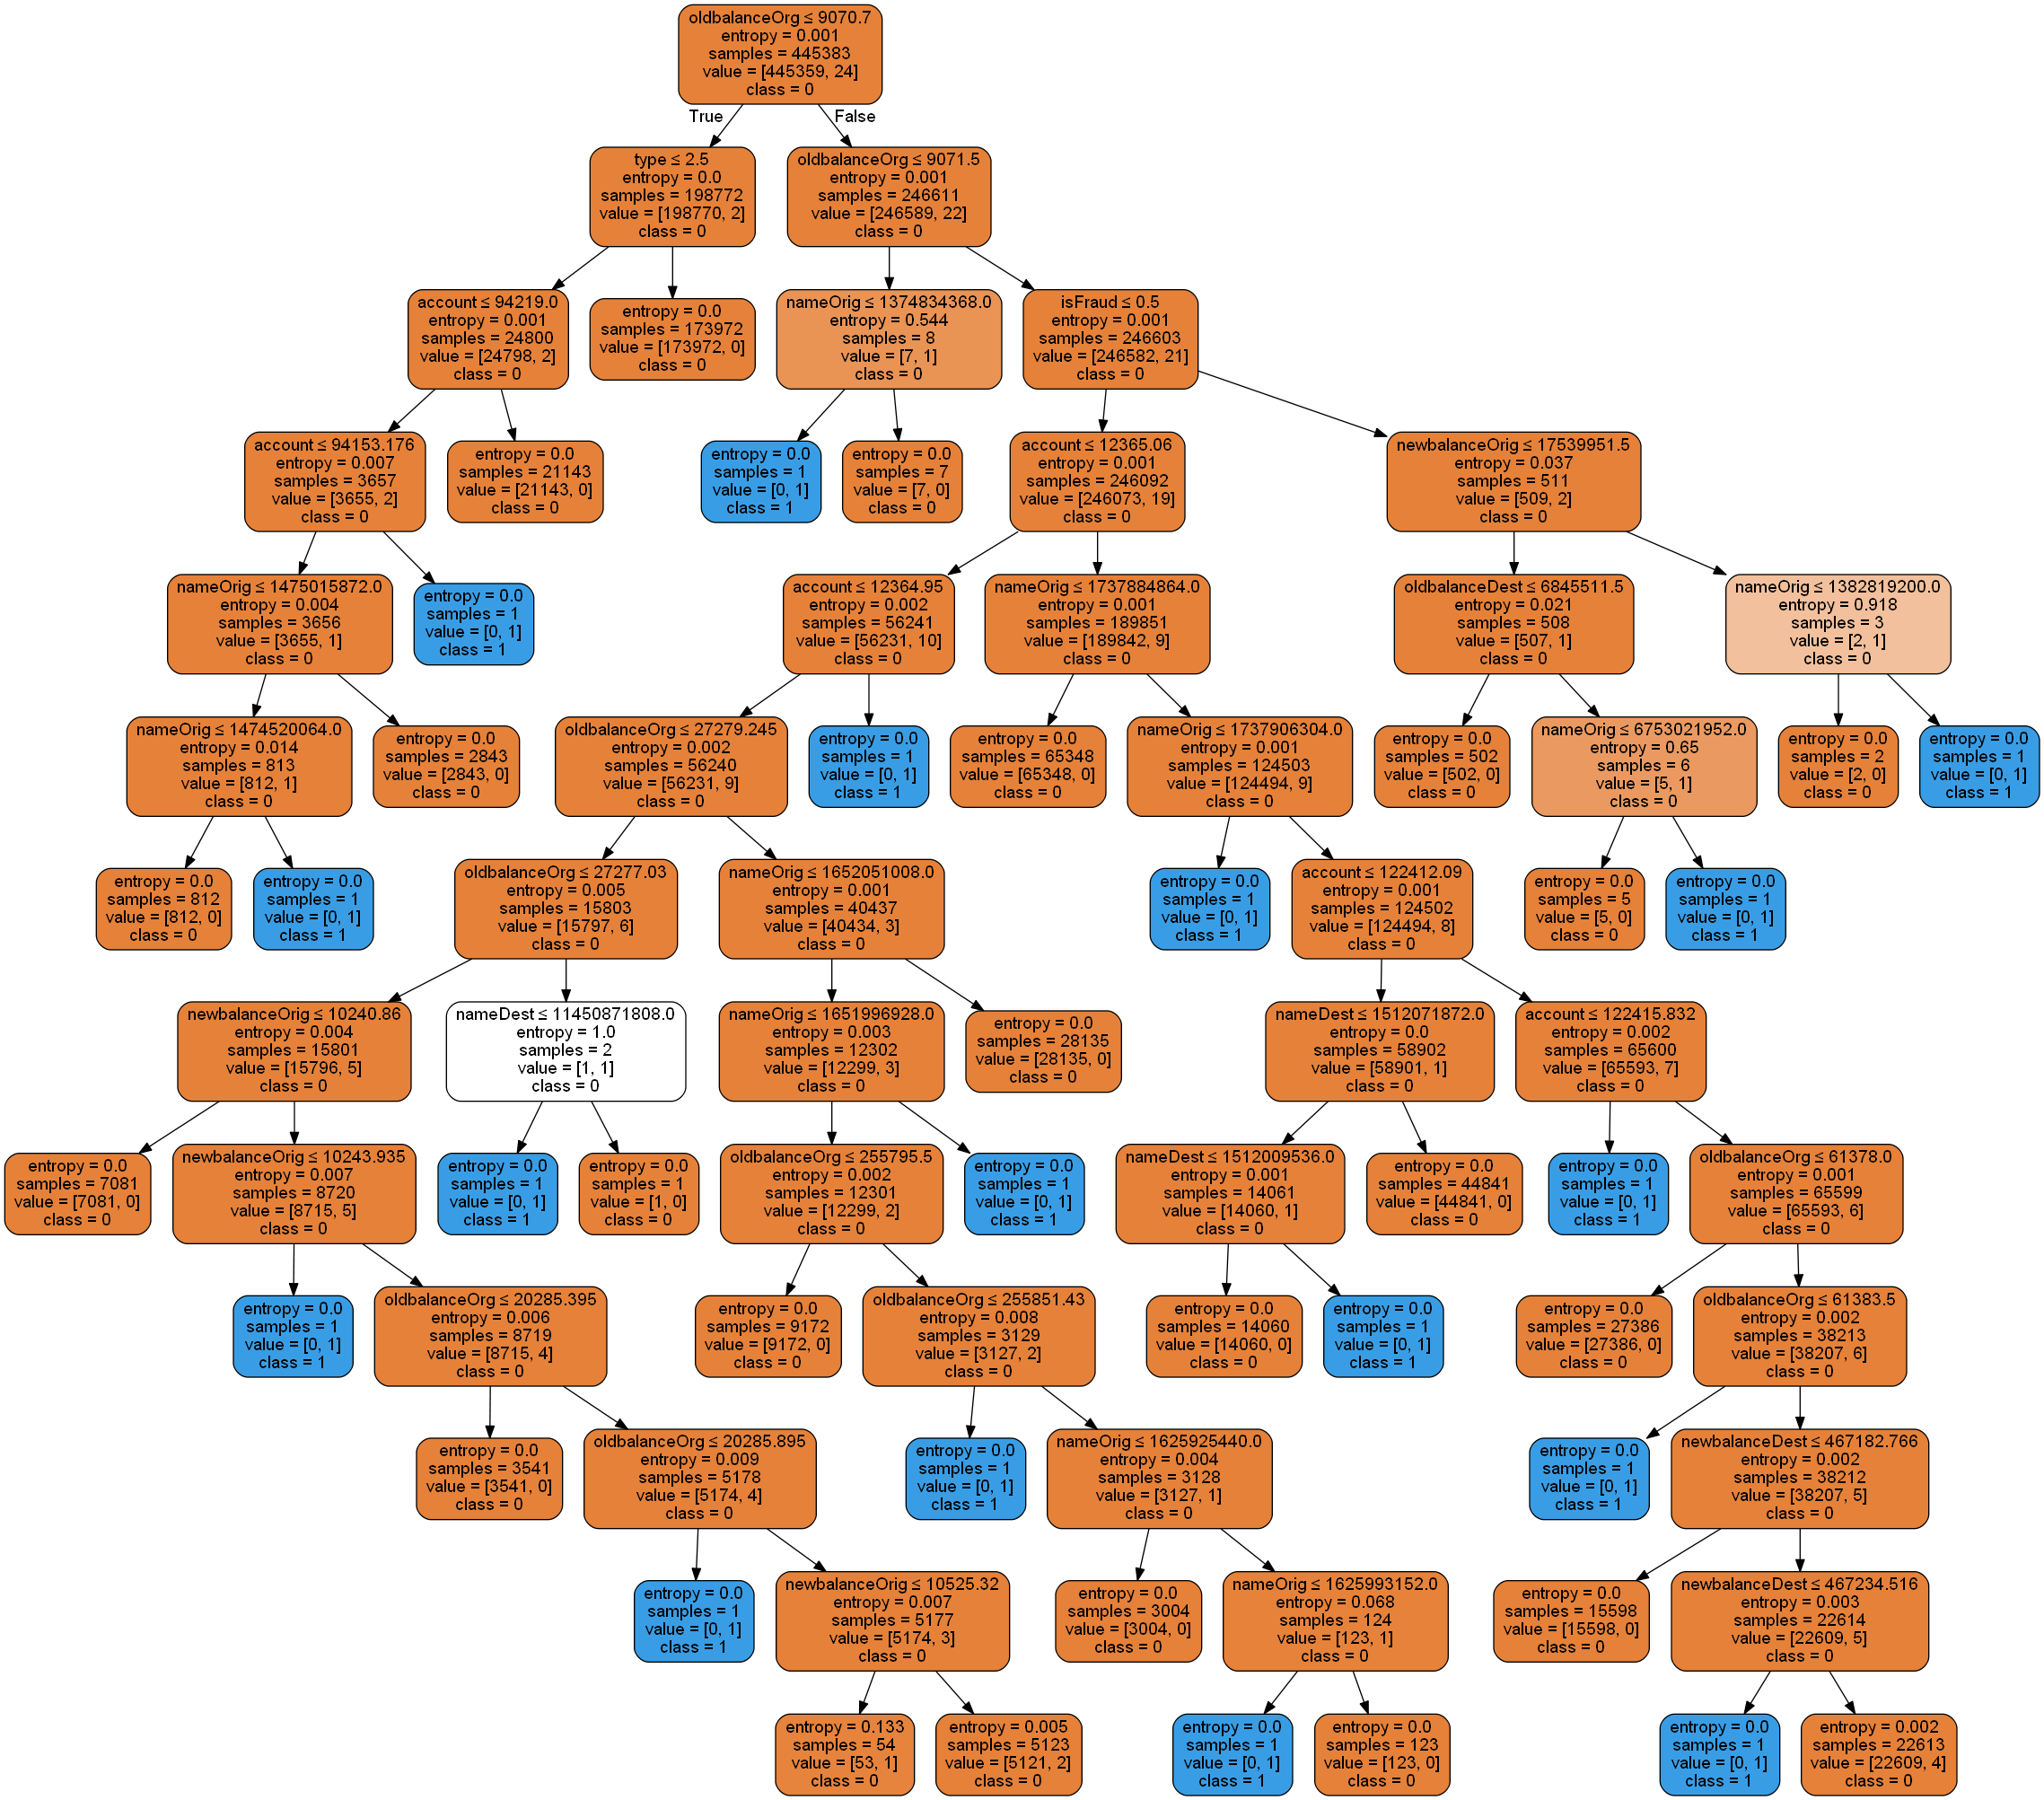 oldbalanceOrg ≤ 9070.7
entropy = 0.001
samples = 445383
value = [445359, 24]
class = 0
True
False
type ≤ 2.5
entropy = 0.0
samples = 198772
value = [198770, 2]
class = 0
oldbalanceOrg ≤ 9071.5
entropy = 0.001
samples = 246611
value = [246589, 22]
class = 0
account ≤ 94219.0
entropy = 0.001
samples = 24800
value = [24798, 2]
class = 0
entropy = 0.0
samples = 173972
value = [173972, 0]
class = 0
nameOrig ≤ 1374834368.0
entropy = 0.544
samples = 8
value = [7, 1]
class = 0
isFraud ≤ 0.5
entropy = 0.001
samples = 246603
value = [246582, 21]
class = 0
account ≤ 94153.176
entropy = 0.007
samples = 3657
value = [3655, 2]
class = 0
entropy = 0.0
samples = 21143
value = [21143, 0]
class = 0
entropy = 0.0
samples = 1
value = [0, 1]
class = 1
entropy = 0.0
samples = 7
value = [7, 0]
class = 0
account ≤ 12365.06
entropy = 0.001
samples = 246092
value = [246073, 19]
class = 0
newbalanceOrig ≤ 17539951.5
entropy = 0.037
samples = 511
value = [509, 2]
class = 0
nameOrig ≤ 1475015872.0
entropy = 0.004
samples = 3656
value = [3655, 1]
class = 0
entropy = 0.0
samples = 1
value = [0, 1]
class = 1
account ≤ 12364.95
entropy = 0.002
samples = 56241
value = [56231, 10]
class = 0
nameOrig ≤ 1737884864.0
entropy = 0.001
samples = 189851
value = [189842, 9]
class = 0
oldbalanceDest ≤ 6845511.5
entropy = 0.021
samples = 508
value = [507, 1]
class = 0
nameOrig ≤ 1382819200.0
entropy = 0.918
samples = 3
value = [2, 1]
class = 0
nameOrig ≤ 1474520064.0
entropy = 0.014
samples = 813
value = [812, 1]
class = 0
entropy = 0.0
samples = 2843
value = [2843, 0]
class = 0
oldbalanceOrg ≤ 27279.245
entropy = 0.002
samples = 56240
value = [56231, 9]
class = 0
entropy = 0.0
samples = 1
value = [0, 1]
class = 1
entropy = 0.0
samples = 65348
value = [65348, 0]
class = 0
nameOrig ≤ 1737906304.0
entropy = 0.001
samples = 124503
value = [124494, 9]
class = 0
entropy = 0.0
samples = 502
value = [502, 0]
class = 0
nameOrig ≤ 6753021952.0
entropy = 0.65
samples = 6
value = [5, 1]
class = 0
entropy = 0.0
samples = 2
value = [2, 0]
class = 0
entropy = 0.0
samples = 1
value = [0, 1]
class = 1
entropy = 0.0
samples = 812
value = [812, 0]
class = 0
entropy = 0.0
samples = 1
value = [0, 1]
class = 1
oldbalanceOrg ≤ 27277.03
entropy = 0.005
samples = 15803
value = [15797, 6]
class = 0
nameOrig ≤ 1652051008.0
entropy = 0.001
samples = 40437
value = [40434, 3]
class = 0
entropy = 0.0
samples = 1
value = [0, 1]
class = 1
account ≤ 122412.09
entropy = 0.001
samples = 124502
value = [124494, 8]
class = 0
entropy = 0.0
samples = 5
value = [5, 0]
class = 0
entropy = 0.0
samples = 1
value = [0, 1]
class = 1
newbalanceOrig ≤ 10240.86
entropy = 0.004
samples = 15801
value = [15796, 5]
class = 0
nameDest ≤ 11450871808.0
entropy = 1.0
samples = 2
value = [1, 1]
class = 0
nameOrig ≤ 1651996928.0
entropy = 0.003
samples = 12302
value = [12299, 3]
class = 0
entropy = 0.0
samples = 28135
value = [28135, 0]
class = 0
nameDest ≤ 1512071872.0
entropy = 0.0
samples = 58902
value = [58901, 1]
class = 0
account ≤ 122415.832
entropy = 0.002
samples = 65600
value = [65593, 7]
class = 0
entropy = 0.0
samples = 7081
value = [7081, 0]
class = 0
newbalanceOrig ≤ 10243.935
entropy = 0.007
samples = 8720
value = [8715, 5]
class = 0
entropy = 0.0
samples = 1
value = [0, 1]
class = 1
entropy = 0.0
samples = 1
value = [1, 0]
class = 0
oldbalanceOrg ≤ 255795.5
entropy = 0.002
samples = 12301
value = [12299, 2]
class = 0
entropy = 0.0
samples = 1
value = [0, 1]
class = 1
nameDest ≤ 1512009536.0
entropy = 0.001
samples = 14061
value = [14060, 1]
class = 0
entropy = 0.0
samples = 44841
value = [44841, 0]
class = 0
entropy = 0.0
samples = 1
value = [0, 1]
class = 1
oldbalanceOrg ≤ 61378.0
entropy = 0.001
samples = 65599
value = [65593, 6]
class = 0
entropy = 0.0
samples = 1
value = [0, 1]
class = 1
oldbalanceOrg ≤ 20285.395
entropy = 0.006
samples = 8719
value = [8715, 4]
class = 0
entropy = 0.0
samples = 9172
value = [9172, 0]
class = 0
oldbalanceOrg ≤ 255851.43
entropy = 0.008
samples = 3129
value = [3127, 2]
class = 0
entropy = 0.0
samples = 14060
value = [14060, 0]
class = 0
entropy = 0.0
samples = 1
value = [0, 1]
class = 1
entropy = 0.0
samples = 27386
value = [27386, 0]
class = 0
oldbalanceOrg ≤ 61383.5
entropy = 0.002
samples = 38213
value = [38207, 6]
class = 0
entropy = 0.0
samples = 3541
value = [3541, 0]
class = 0
oldbalanceOrg ≤ 20285.895
entropy = 0.009
samples = 5178
value = [5174, 4]
class = 0
entropy = 0.0
samples = 1
value = [0, 1]
class = 1
nameOrig ≤ 1625925440.0
entropy = 0.004
samples = 3128
value = [3127, 1]
class = 0
entropy = 0.0
samples = 1
value = [0, 1]
class = 1
newbalanceDest ≤ 467182.766
entropy = 0.002
samples = 38212
value = [38207, 5]
class = 0
entropy = 0.0
samples = 1
value = [0, 1]
class = 1
newbalanceOrig ≤ 10525.32
entropy = 0.007
samples = 5177
value = [5174, 3]
class = 0
entropy = 0.0
samples = 3004
value = [3004, 0]
class = 0
nameOrig ≤ 1625993152.0
entropy = 0.068
samples = 124
value = [123, 1]
class = 0
entropy = 0.0
samples = 15598
value = [15598, 0]
class = 0
newbalanceDest ≤ 467234.516
entropy = 0.003
samples = 22614
value = [22609, 5]
class = 0
entropy = 0.133
samples = 54
value = [53, 1]
class = 0
entropy = 0.005
samples = 5123
value = [5121, 2]
class = 0
entropy = 0.0
samples = 1
value = [0, 1]
class = 1
entropy = 0.0
samples = 123
value = [123, 0]
class = 0
entropy = 0.0
samples = 1
value = [0, 1]
class = 1
entropy = 0.002
samples = 22613
value = [22609, 4]
class = 0